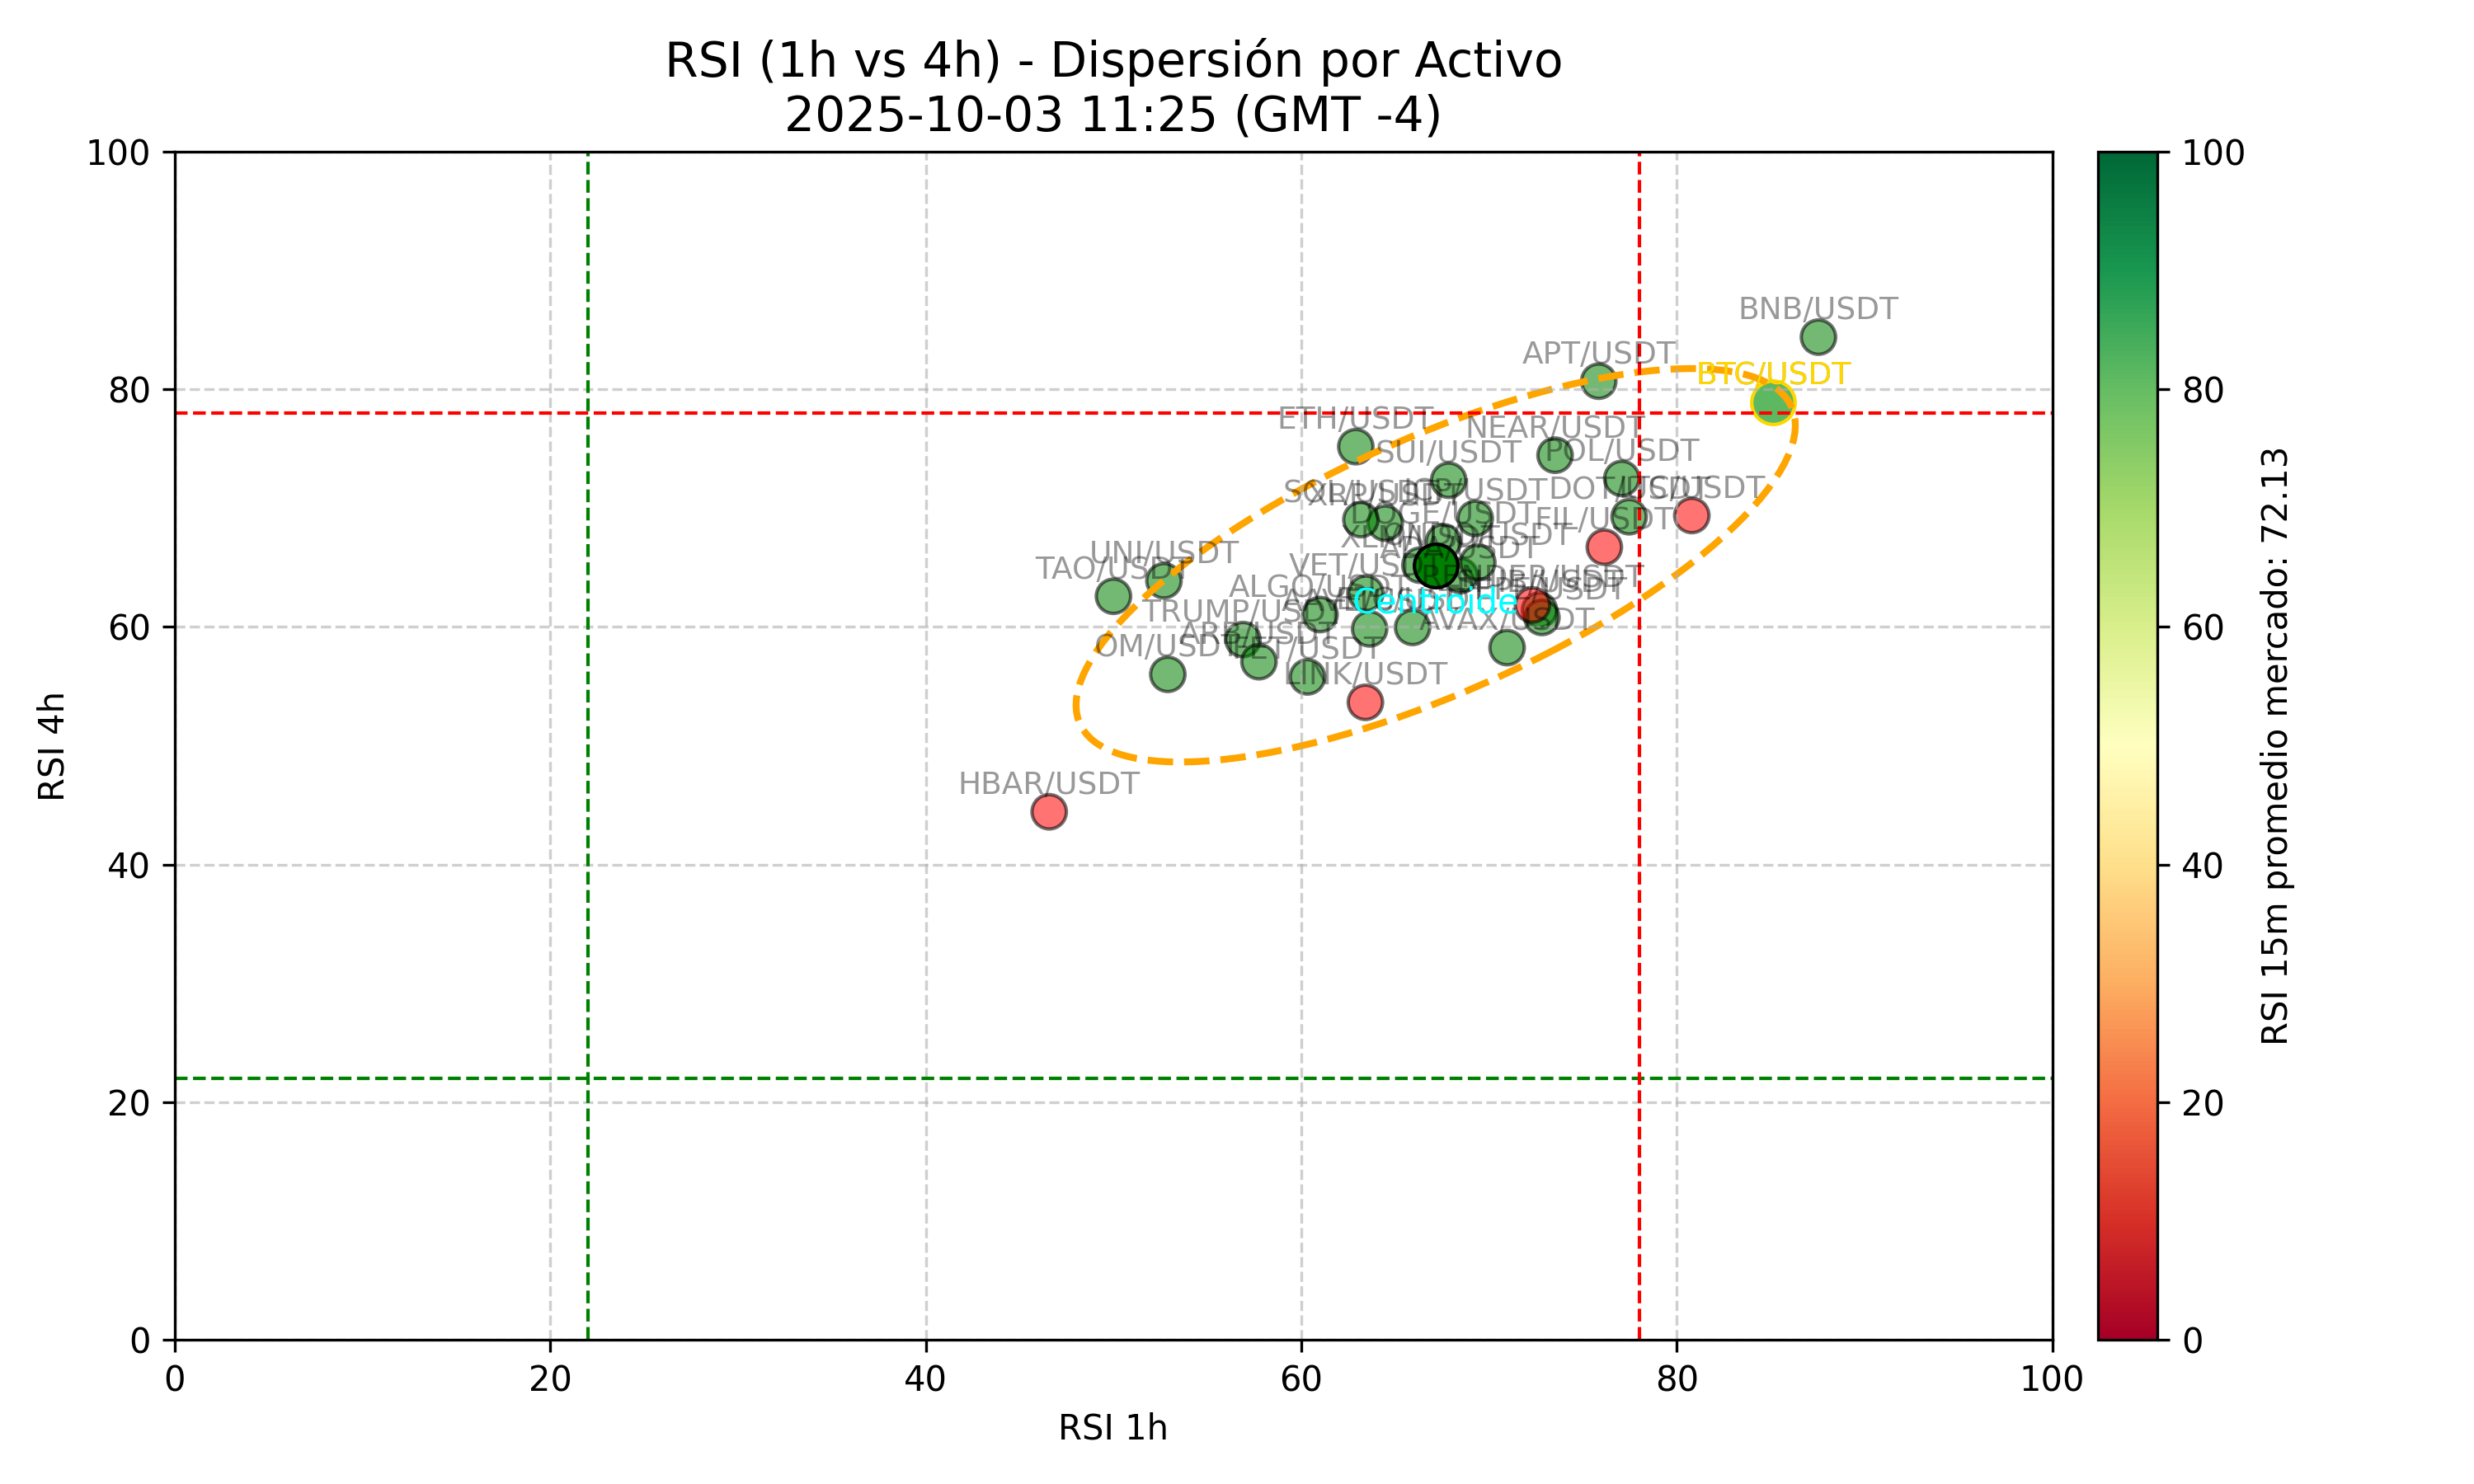 RSI (1h vs 4h) - Dispersión por Activo
2025-10-03 11:25 (GMT -4)
100
80
60
40
20
0
RSI 4h
0
20
40
60
80
100
RSI 1h
BNB/USDT
APT/USDT
BTC/USDT
ETH/USDT
NEAR/USDT
SUI/USDT
POL/USDT
DOT/USDT
FIL/USDT
UNI/USDT
TAO/USDT
VET/USDT
ALGO/USDT
Centroide
TRUMP/USDT
AVAX/USDT
ARB/USDT
OM/USDT
LINK/USDT
HBAR/USDT
100
80
60
40
20
0
RSI 15m promedio mercado: 72.13